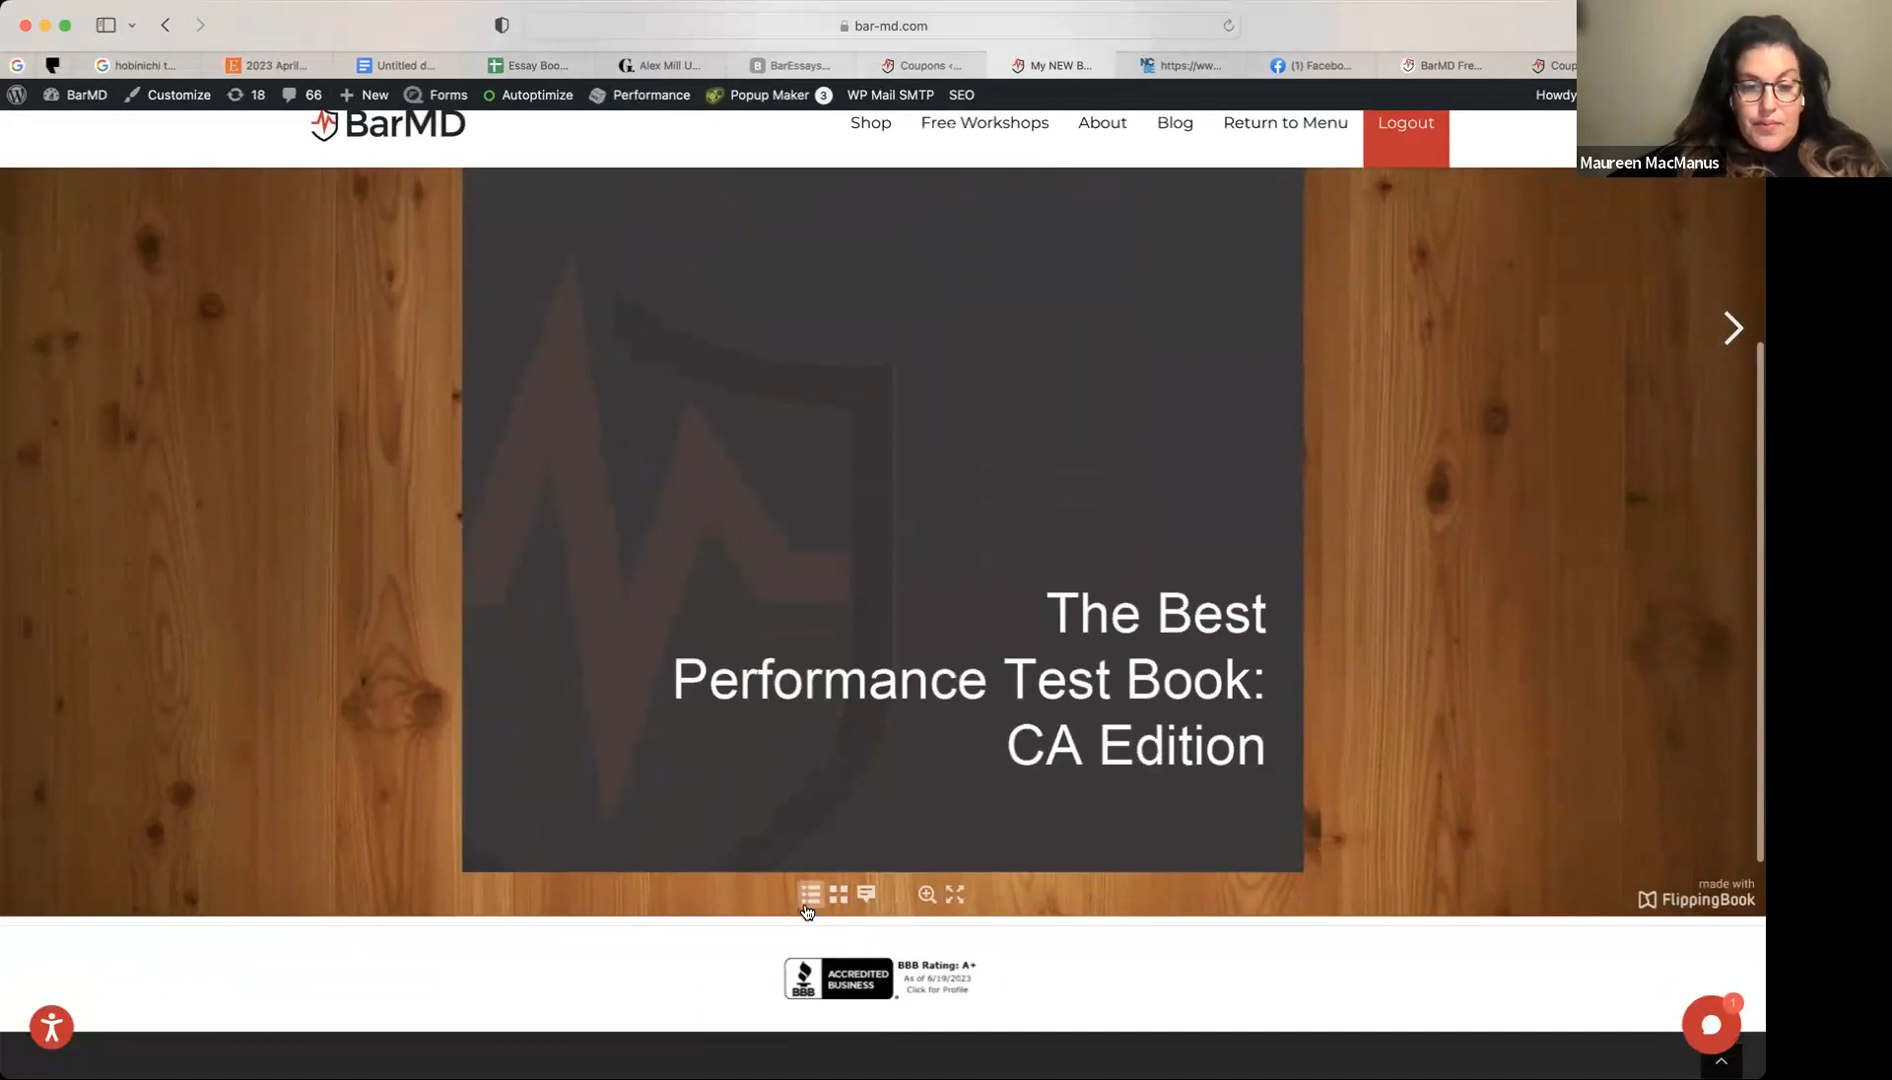 bar-md.com
hobinichi t...
2023 April...
Untitled d...
Essay Boo...
Alex Mill U...
BarEssays...
Coupons ‹...
My NEW B...
https://ww...
(1) Facebo...
BarMD Fre...
Coup
BarMD
Customize
18
66
New
Forms
Autoptimize
Performance
Popup Maker 3
WP Mail SMTP
SEO
Howdy
BarMD
Shop
Free Workshops
About
Blog
Return to Menu
Logout
Maureen MacManus
The Best
Performance Test Book:
CA Edition
made with
FlippingBook
BBB
ACCREDITED
BUSINESS
BBB Rating: A+
As of 6/19/2023
Click for Profile
1